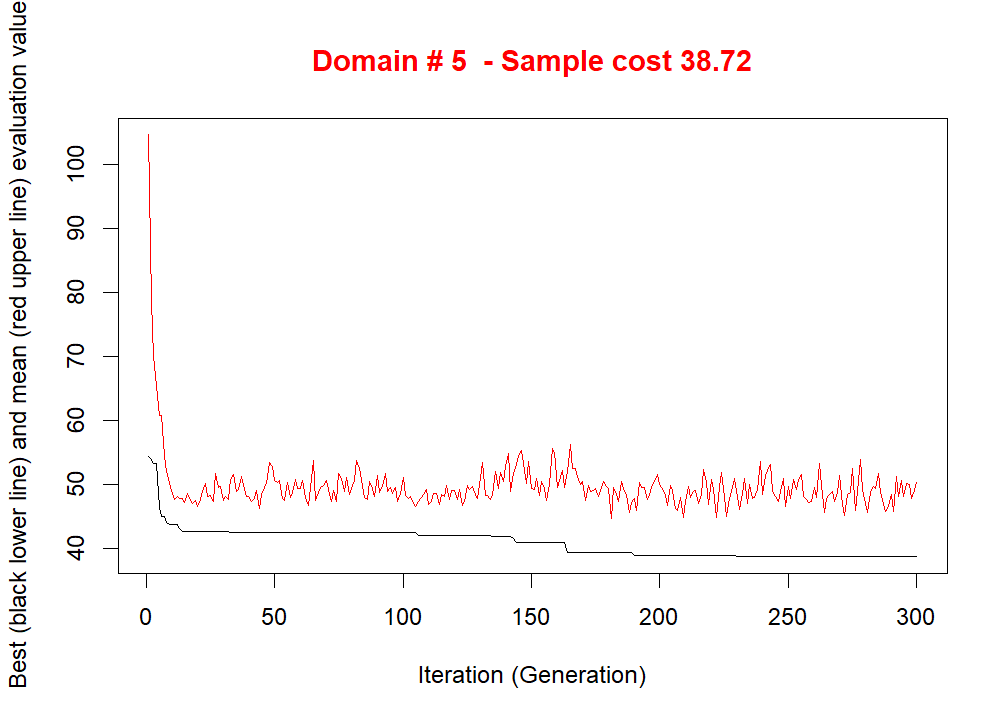 Domain # 5  - Sample cost 38.72
Best (black lower line) and mean (red upper line) evaluation value
100
90
80
70
60
50
40
0 50 100 150 200 250 300
Iteration (Generation)